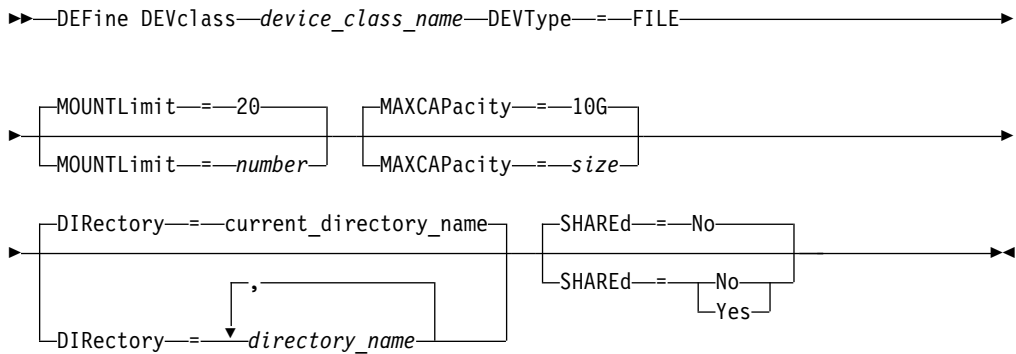 DEFine DEVclass device_class_name DEVType = FILE
MOUNTLimit = 20 MAXCAPacity = 10G
MOUNTLimit = number MAXCAPacity = size
DIRectory = current_directory_name SHAREd = No
SHAREd = No
Yes
,
DIRectory = directory_name